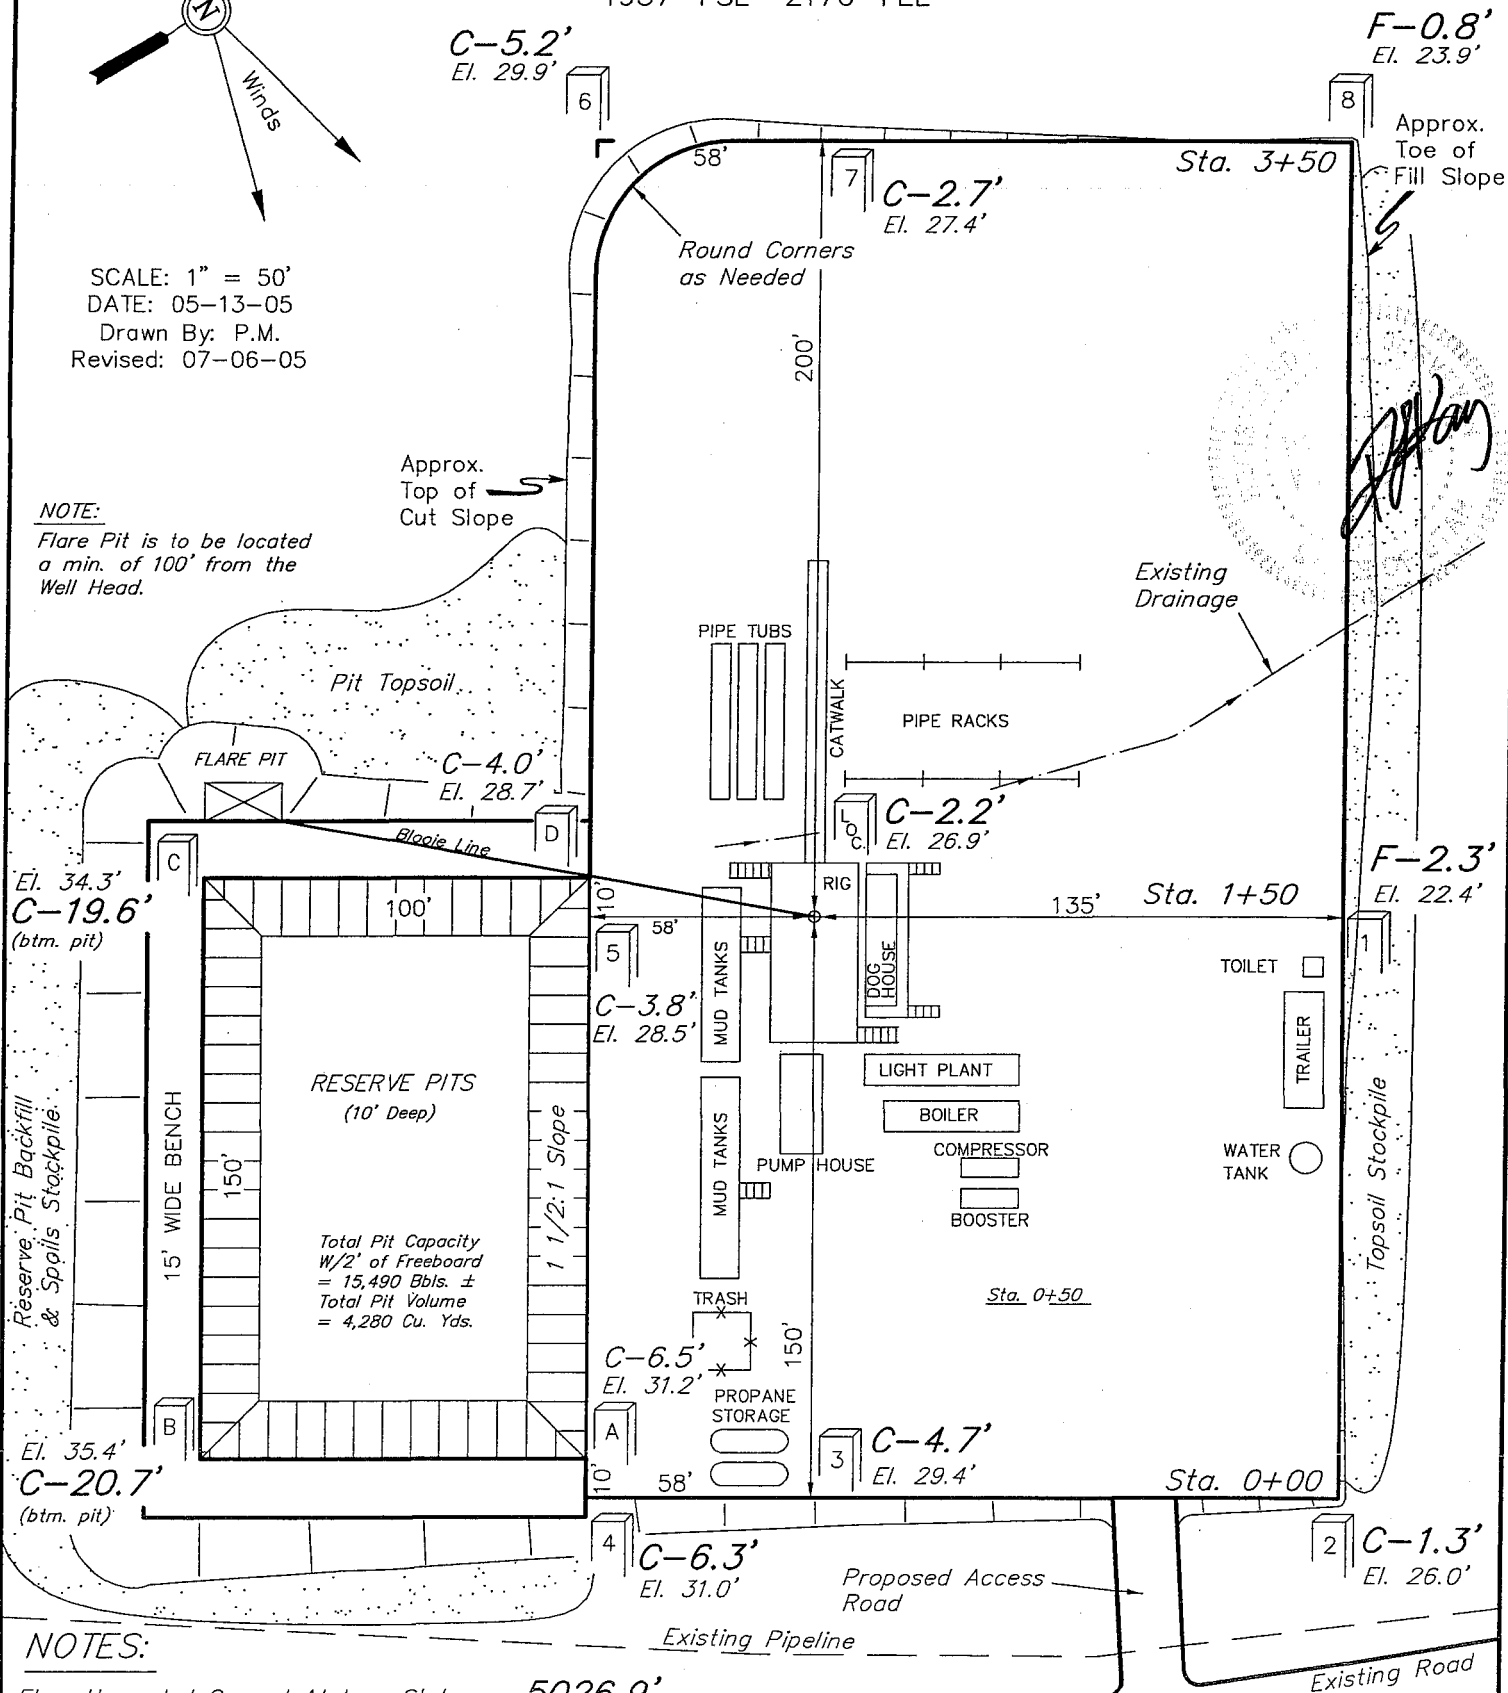 C-5.2'
El. 29.9'
6
F-0.8'
El. 23.9'
8
N
Winds
Approx.
Toe of
Fill Slope
58'
Sta. 3+50
7
C-2.7'
El. 27.4'
Round Corners
as Needed
SCALE: 1" = 50'
DATE: 05-13-05
Drawn By: P.M.
Revised: 07-06-05
200'
Approx.
Top of
Cut Slope
NOTE:
Flare Pit is to be located
a min. of 100' from the
Well Head.
Existing
Drainage
PIPE TUBS
CATWALK
PIPE RACKS
Pit Topsoil
FLARE PIT
C-4.0'
El. 28.7'
D
Blooie Line
LOC.
C-2.2'
El. 26.9'
C
El. 34.3'
C-19.6'
(btm. pit)
100'
10'
58'
RIG
135'
Sta. 1+50
F-2.3'
El. 22.4'
1
5
C-3.8'
El. 28.5'
MUD TANKS
DOG
HOUSE
TOILET
TRAILER
RESERVE PITS
(10' Deep)
LIGHT PLANT
BOILER
COMPRESSOR
BOOSTER
PUMP HOUSE
MUD TANKS
WATER
TANK
Topsoil Stockpile
Reserve Pit Backfill
& Spoils Stockpile
15' WIDE BENCH
150'
1 1/2:1 Slope
Total Pit Capacity
W/2' of Freeboard
= 15,490 Bbls. ±
Total Pit Volume
= 4,280 Cu. Yds.
Sta. 0+50
TRASH
150'
C-6.5'
El. 31.2'
PROPANE
STORAGE
A
B
El. 35.4'
C-20.7'
(btm. pit)
10'
58'
3
C-4.7'
El. 29.4'
Sta. 0+00
4
C-6.3'
El. 31.0'
2
C-1.3'
El. 26.0'
Proposed Access
Road
Existing Pipeline
Existing Road
NOTES:
5026.9'